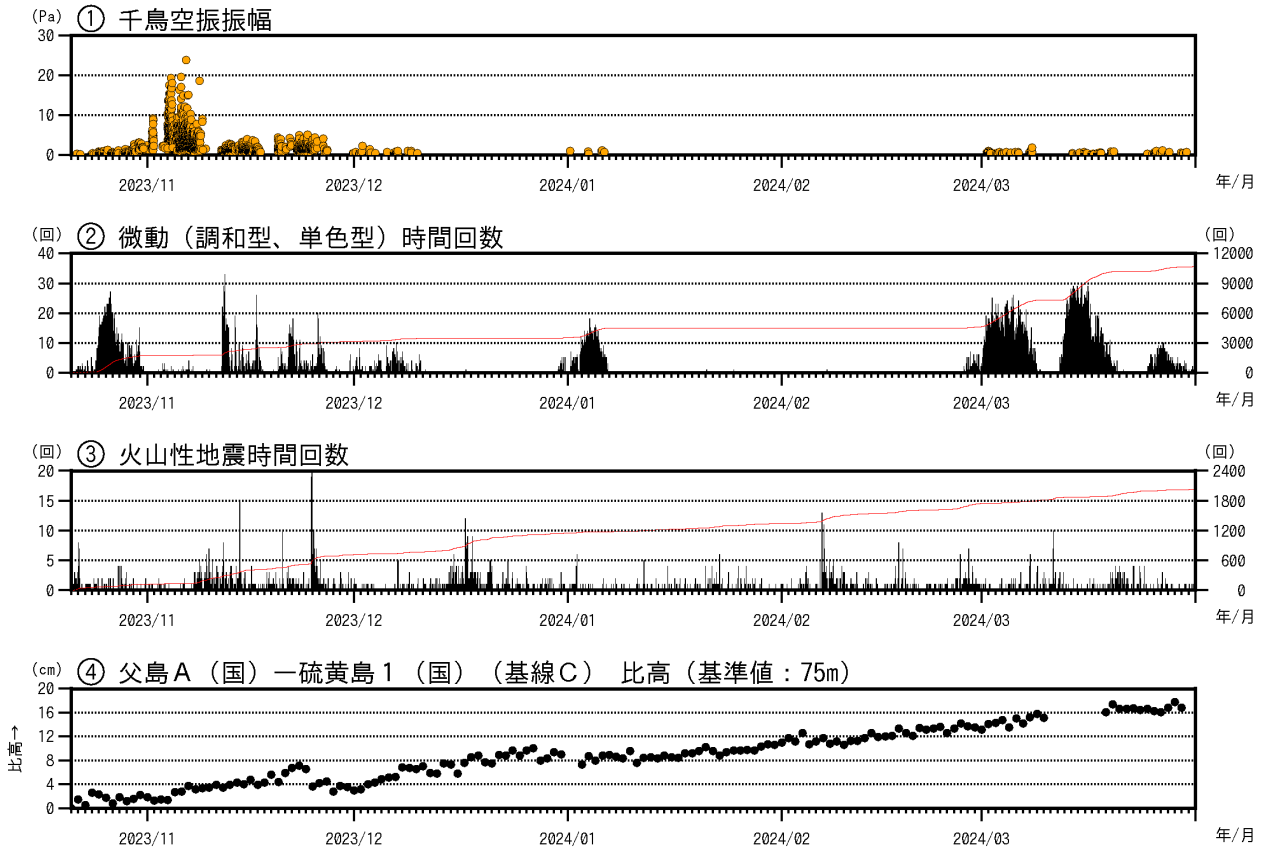 (Pa) ① 千鳥空振振幅
30
20
10
0
2023/11 2023/12 2024/01 2024/02 2024/03 年/月
(回) ② 微動（調和型、単色型）時間回数 (回)
40 12000
30 9000
20 6000
10 3000
0 0
2023/11 2023/12 2024/01 2024/02 2024/03 年/月
(回) ③ 火山性地震時間回数 (回)
20 2400
15 1800
10 1200
5 600
0 0
2023/11 2023/12 2024/01 2024/02 2024/03 年/月
(cm) ④ 父島Ａ（国）－硫黄島１（国）（基線Ｃ） 比高（基準値：75m）
20
16
12
8
4
0
比高→
2023/11 2023/12 2024/01 2024/02 2024/03 年/月